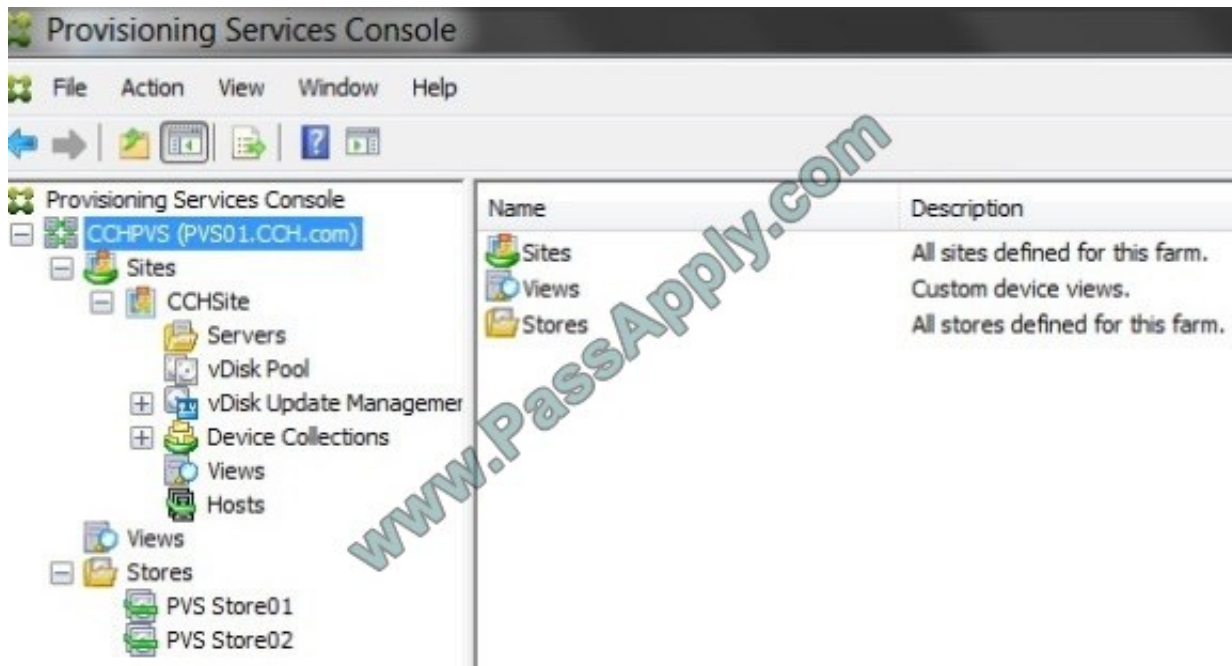 Provisioning Services Console
File Action View Window Help
Provisioning Services Console
CCHPVS (PVS01.CCH.com)
Sites
CCHSite
Servers
vDisk Pool
vDisk Update Managemer
Device Collections
Views
Hosts
Views
Stores
PVS Store01
PVS Store02
Name Description
Sites All sites defined for this farm.
Views Custom device views.
Stores All stores defined for this farm.
www.PassApply.com